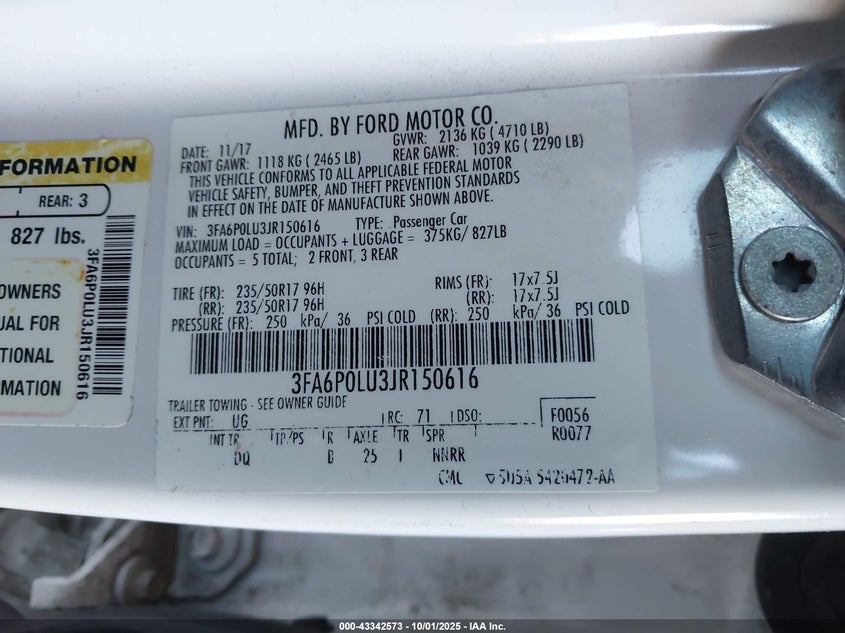 MFD. BY FORD MOTOR CO.
DATE: 11/17 GVWR: 2136 KG ( 4710 LB)
FRONT GAWR: 1118 KG ( 2465 LB) REAR GAWR: 1039 KG ( 2290 LB)
THIS VEHICLE CONFORMS TO ALL APPLICABLE FEDERAL MOTOR
VEHICLE SAFETY, BUMPER, AND THEFT PREVENTION STANDARDS
IN EFFECT ON THE DATE OF MANUFACTURE SHOWN ABOVE.
VIN: 3FA6P0LU3JR150616 TYPE: Passenger Car
MAXIMUM LOAD = OCCUPANTS + LUGGAGE = 375KG/ 827LB
OCCUPANTS = 5 TOTAL; 2 FRONT, 3 REAR
TIRE (FR): 235/50R17 96H RIMS (FR): 17x7.5J
(RR): 235/50R17 96H (RR): 17x7.5J
PRESSURE (FR): 250 kPa/ 36 PSI COLD (RR): 250 kPa/ 36 PSI COLD
3FA6P0LU3JR150616
TRAILER TOWING - SEE OWNER GUIDE
EXT PNT: UG RC: 71 DSO: F0056
INT TR TP/PS R AXLE TR SPR R0077
DQ 25 NNRR
CMC
FORMATION
REAR: 3
827 lbs.
OWNERS
UAL FOR
TIONAL
RMATION
3FA6P0LU3JR150616
000-43342573 - 10/01/2025 - IAA Inc.